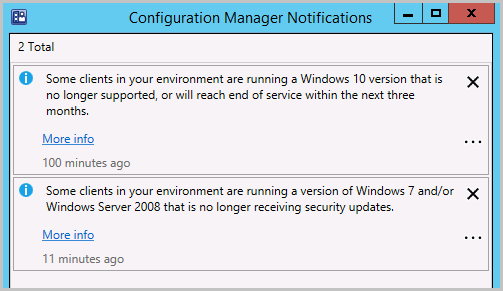 Configuration Manager Notifications
2 Total
Some clients in your environment are running a Windows 10 version that is
no longer supported, or will reach end of service within the next three
months.
More info
100 minutes ago
Some clients in your environment are running a version of Windows 7 and/or
Windows Server 2008 that is no longer receiving security updates.
More info
11 minutes ago